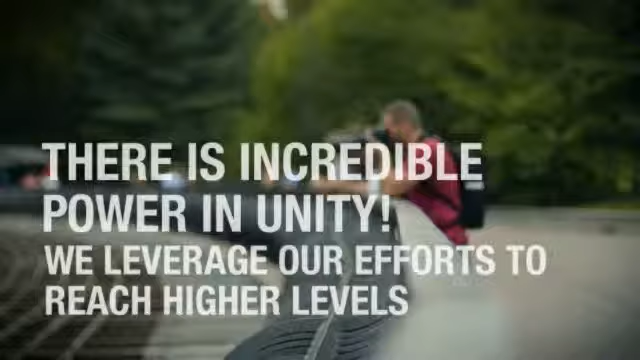 THERE IS INCREDIBLE
POWER IN UNITY!
WE LEVERAGE OUR EFFORTS TO
REACH HIGHER LEVELS